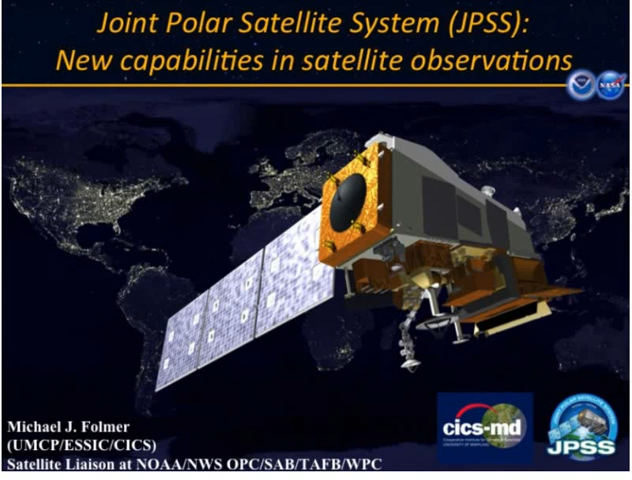 Joint Polar Satellite System (JPSS):
New capabilities in satellite observations
NASA
Michael J. Folmer
(UMCP/ESSIC/CICS)
Satellite Liaison at NOAA/NWS OPC/SAB/TAFB/WPC
cics-md
JPSS